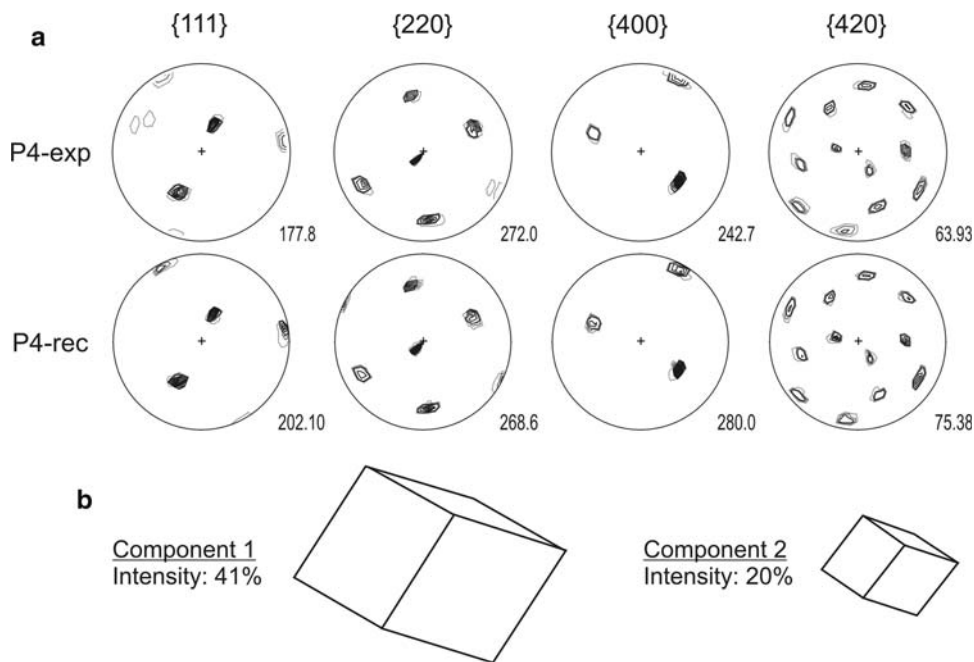 {111} {220} {400} {420}
a
P4-exp
177.8 272.0 242.7 63.93
P4-rec
202.10 268.6 280.0 75.38
b
Component 1
Intensity: 41%
Component 2
Intensity: 20%